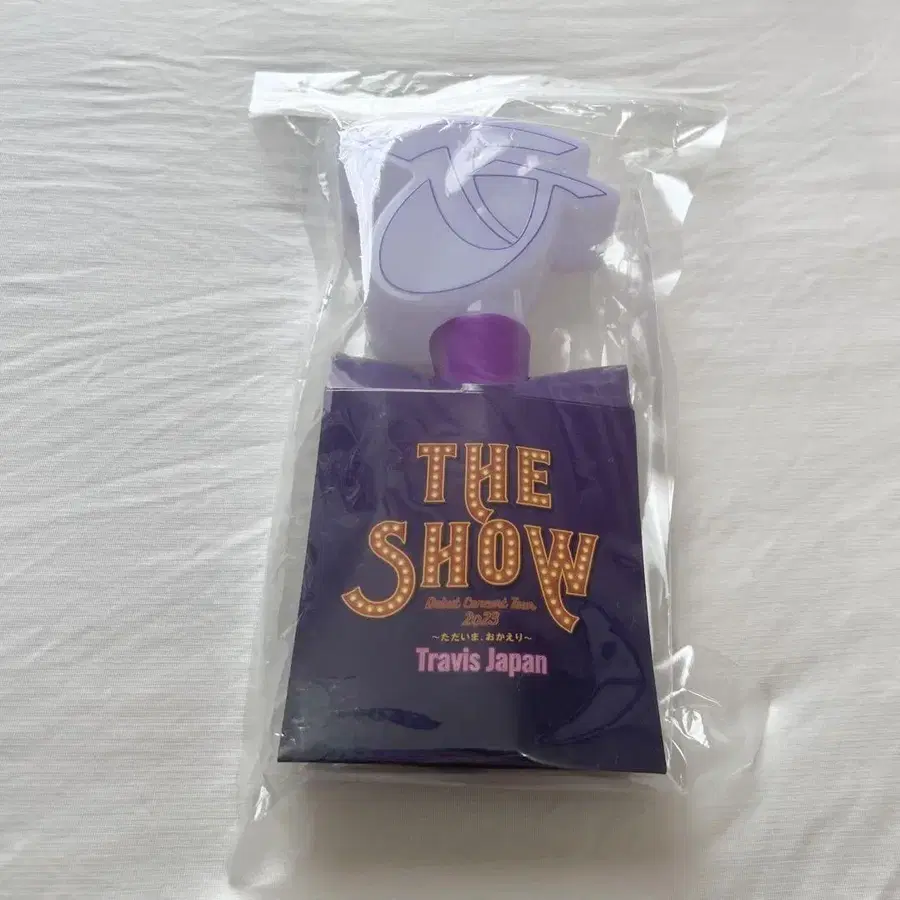 THE
SHOW
Debut Concert Tour
2023
～ただいま、おかえり～
Travis Japan